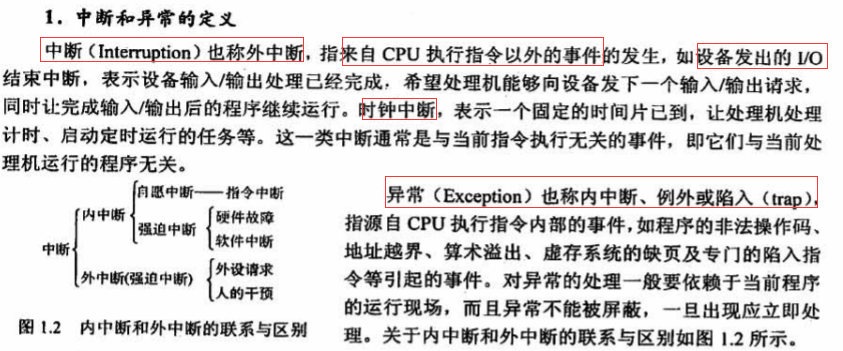 1．中断和异常的定义
中断（Interruption）也称外中断，指来自 CPU 执行指令以外的事件的发生，如设备发出的 I/O
结束中断，表示设备输入/输出处理已经完成，希望处理机能够向设备发下一个输入/输出请求，
同时让完成输入/输出后的程序继续运行。时钟中断，表示一个固定的时间片已到，让处理机处理
计时、启动定时运行的任务等。这一类中断通常是与当前指令执行无关的事件，即它们与当前处
理机运行的程序无关。
中断
内中断
自愿中断——指令中断
强迫中断
硬件故障
软件中断
外中断(强迫中断)
外设请求
人的干预
图 1.2 内中断和外中断的联系与区别
异常（Exception）也称内中断、例外或陷入（trap），
指源自 CPU 执行指令内部的事件，如程序的非法操作码、
地址越界、算术溢出、虚存系统的缺页及专门的陷入指
令等引起的事件。对异常的处理一般要依赖于当前程序
的运行现场，而且异常不能被屏蔽，一旦出现应立即处
理。关于内中断和外中断的联系与区别如图 1.2 所示。